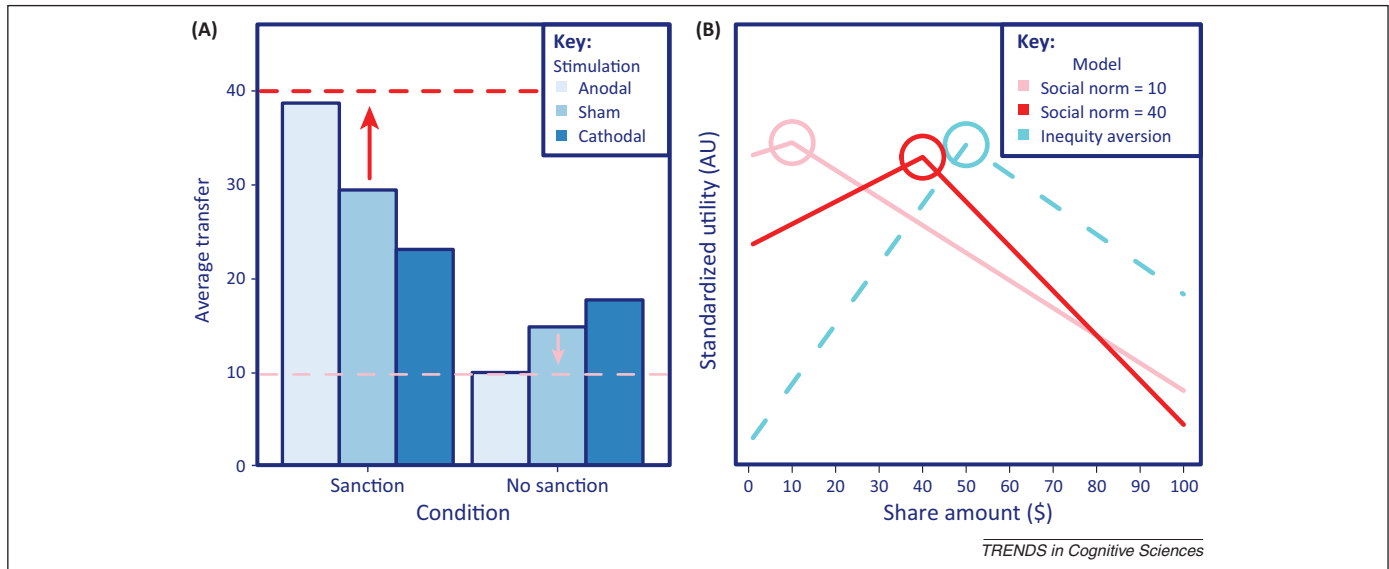 (A)
Key:
Stimulation
Anodal
Sham
Cathodal
40
30
20
10
0
Average transfer
Sanction
No sanction
Condition
(B)
Key:
Model
Social norm = 10
Social norm = 40
Inequity aversion
Standardized utility (AU)
0 10 20 30 40 50 60 70 80 90 100
Share amount ($)
TRENDS in Cognitive Sciences